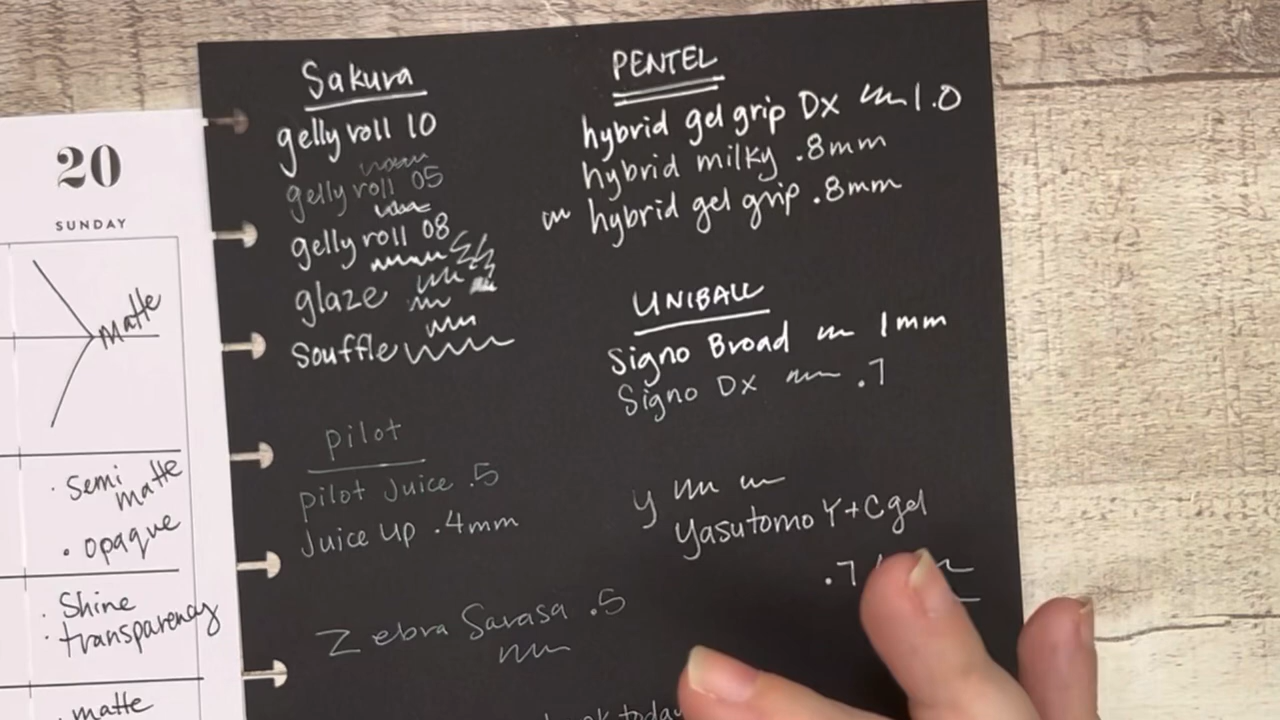 20
SUNDAY
matte
Semi
matte
opaque
Shine
transparency
matte
Sakura
gelly roll 10
gelly roll 05
gelly roll 08
glaze
Souffle
pilot
pilot Juice .5
Juice up .4mm
Zebra Sarasa .5
PENTEL
hybrid gel grip Dx 1.0
hybrid milky .8mm
hybrid gel grip .8mm
UNIBALL
Signo Broad 1mm
Signo Dx .7
y
Yasutomo Y+C gel
.7
today